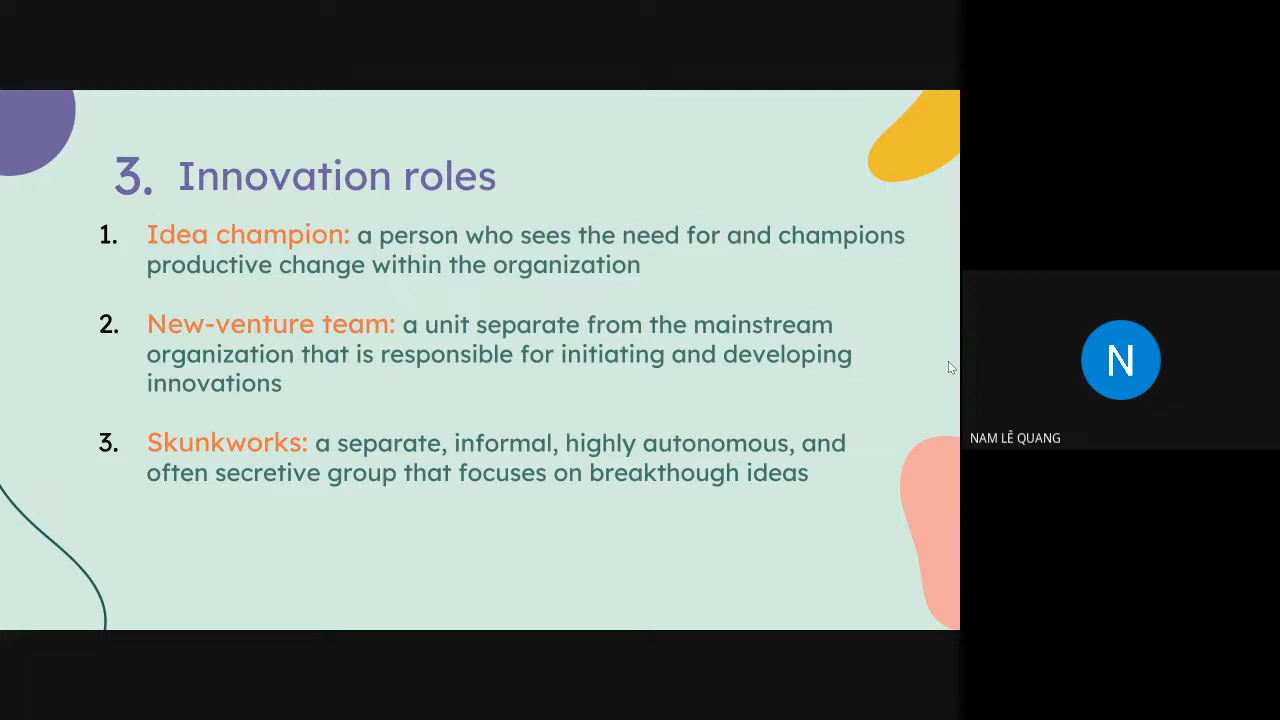 3. Innovation roles
1. Idea champion: a person who sees the need for and champions
productive change within the organization
2. New-venture team: a unit separate from the mainstream
organization that is responsible for initiating and developing
innovations
3. Skunkworks: a separate, informal, highly autonomous, and
often secretive group that focuses on breakthough ideas
N
NAM LÊ QUANG